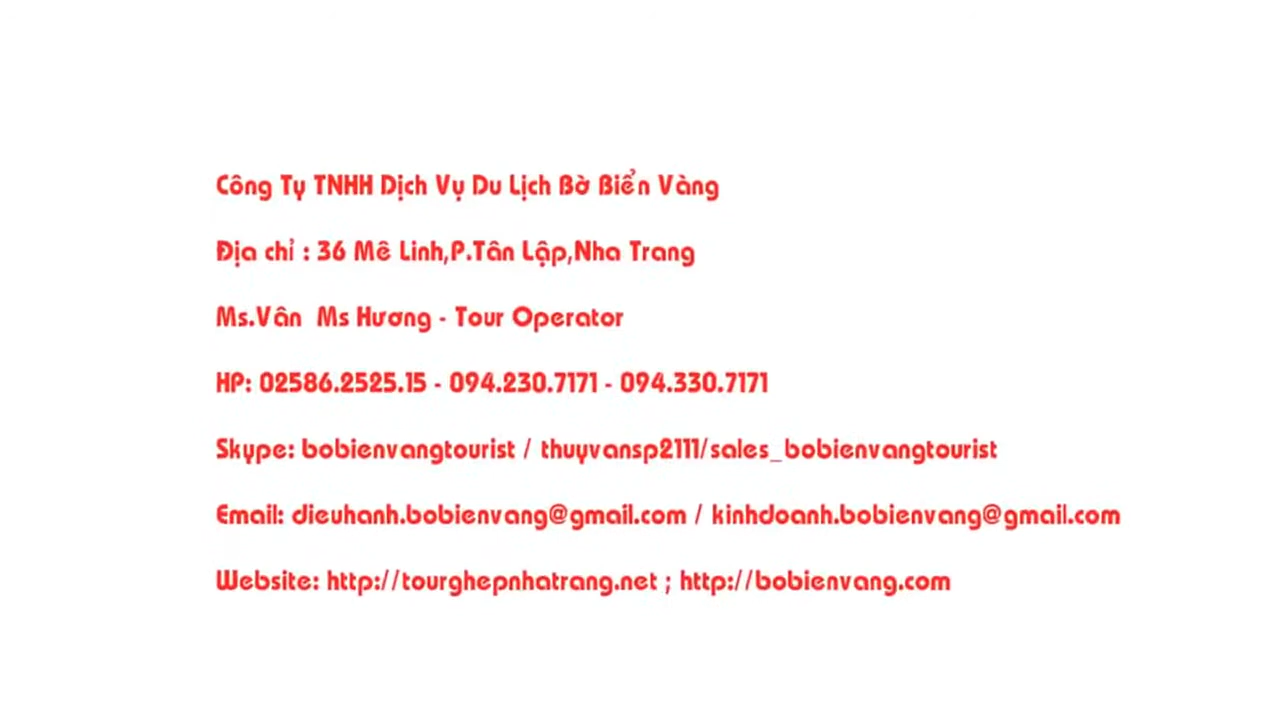 Công Ty TNHH Dịch Vụ Du Lịch Bờ Biển Vàng
Địa chỉ : 36 Mê Linh,P.Tân Lập,Nha Trang
Ms.Vân  Ms Hương - Tour Operator
HP: 02586.2525.15 - 094.230.7171 - 094.330.7171
Skype: bobienvangtourist / thuyvansp2111/sales_bobienvangtourist
Email: dieuhanh.bobienvang@gmail.com / kinhdoanh.bobienvang@gmail.com
Website: http://tourghepnhatrang.net ; http://bobienvang.com